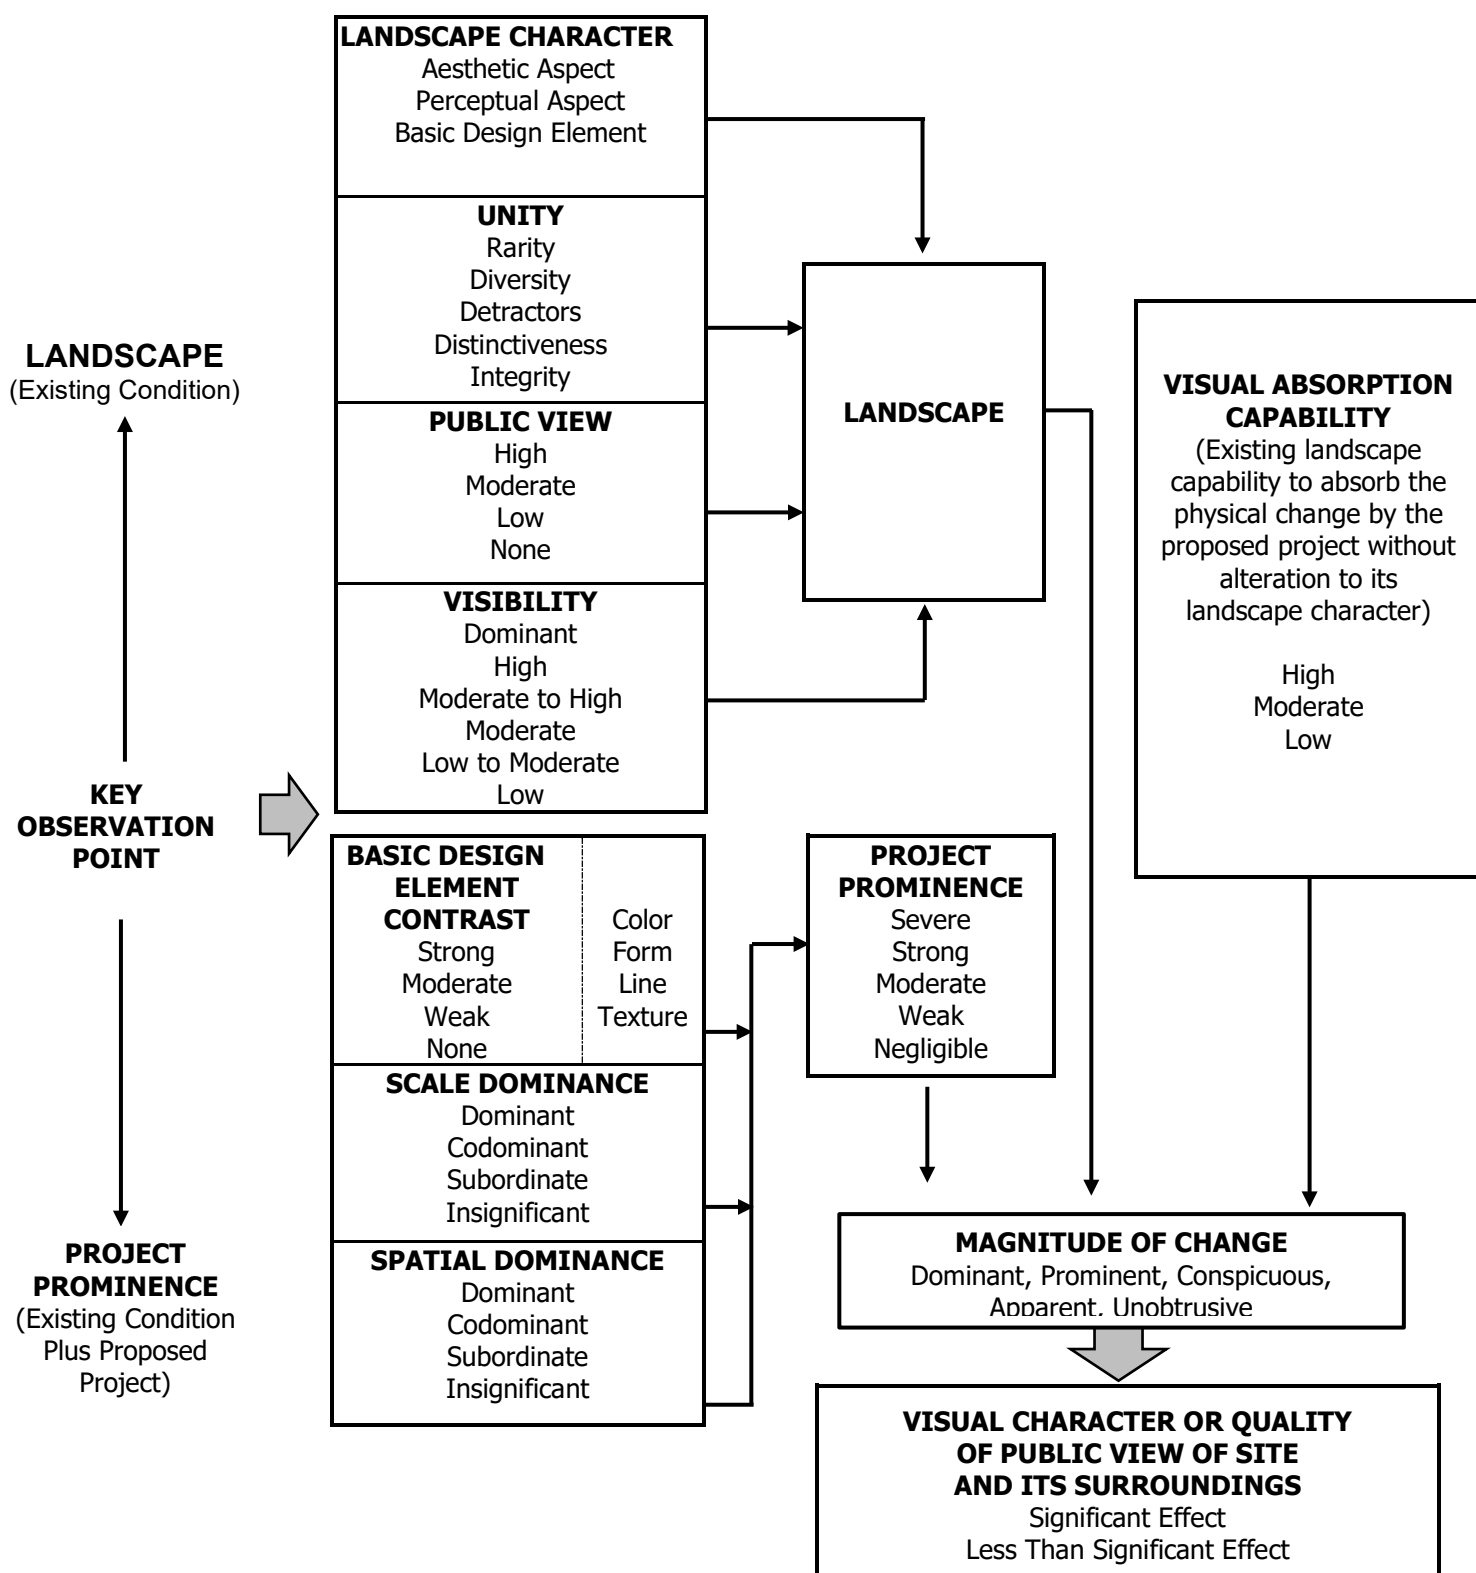 LANDSCAPE
(Existing Condition)
KEY
OBSERVATION
POINT
PROJECT
PROMINENCE
(Existing Condition
Plus Proposed
Project)
LANDSCAPE CHARACTER
Aesthetic Aspect
Perceptual Aspect
Basic Design Element
UNITY
Rarity
Diversity
Detractors
Distinctiveness
Integrity
PUBLIC VIEW
High
Moderate
Low
None
VISIBILITY
Dominant
High
Moderate to High
Moderate
Low to Moderate
Low
BASIC DESIGN
ELEMENT
CONTRAST
Strong
Moderate
Weak
None
Color
Form
Line
Texture
SCALE DOMINANCE
Dominant
Codominant
Subordinate
Insignificant
SPATIAL DOMINANCE
Dominant
Codominant
Subordinate
Insignificant
LANDSCAPE
PROJECT
PROMINENCE
Severe
Strong
Moderate
Weak
Negligible
VISUAL ABSORPTION
CAPABILITY
(Existing landscape
capability to absorb the
physical change by the
proposed project without
alteration to its
landscape character)
High
Moderate
Low
MAGNITUDE OF CHANGE
Dominant, Prominent, Conspicuous,
Apparent, Unobtrusive
VISUAL CHARACTER OR QUALITY
OF PUBLIC VIEW OF SITE
AND ITS SURROUNDINGS
Significant Effect
Less Than Significant Effect